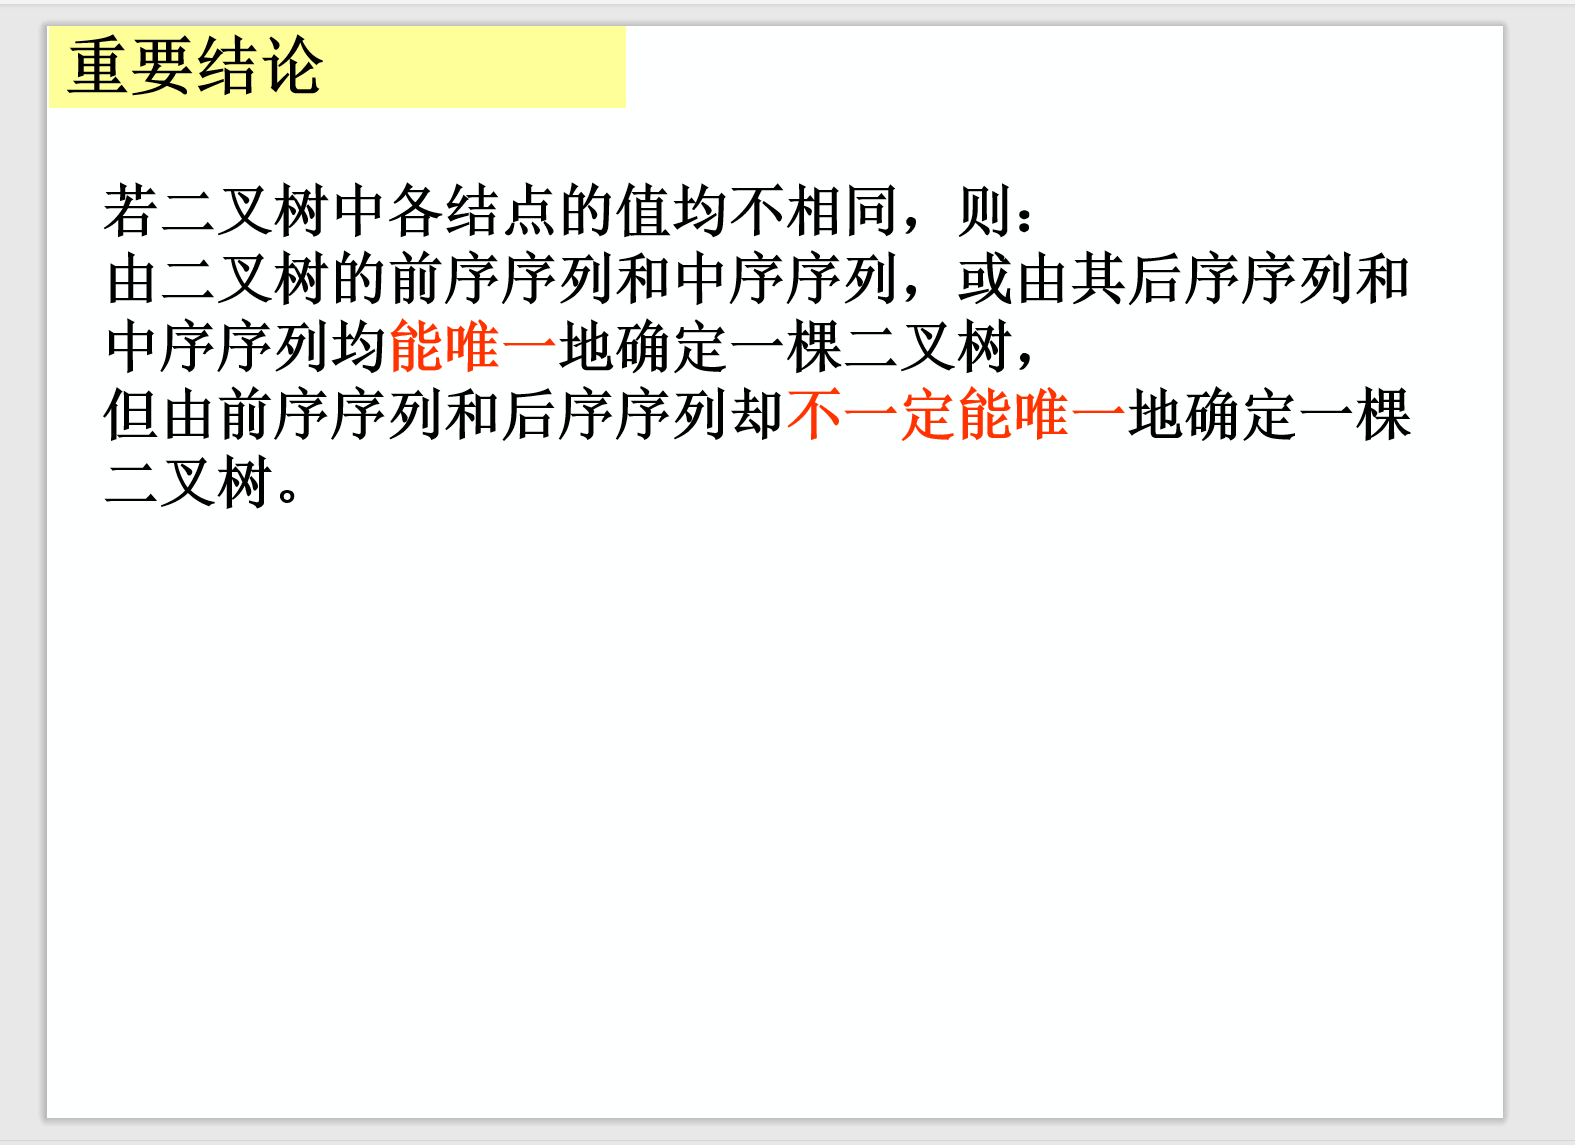 重要结论
若二叉树中各结点的值均不相同，则：
由二叉树的前序序列和中序序列，或由其后序序列和
中序序列均能唯一地确定一棵二叉树，
但由前序序列和后序序列却不一定能唯一地确定一棵
二叉树。